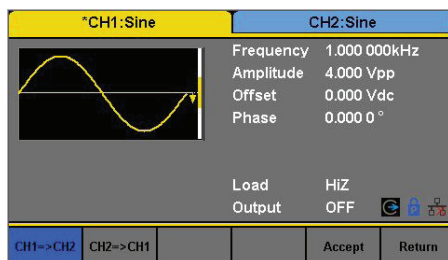 *CH1:Sine CH2:Sine
Frequency 1.000 000kHz
Amplitude 4.000 Vpp
Offset 0.000 Vdc
Phase 0.000 0 °
Load HiZ
Output OFF
CH1=>CH2 CH2=>CH1 Accept Return